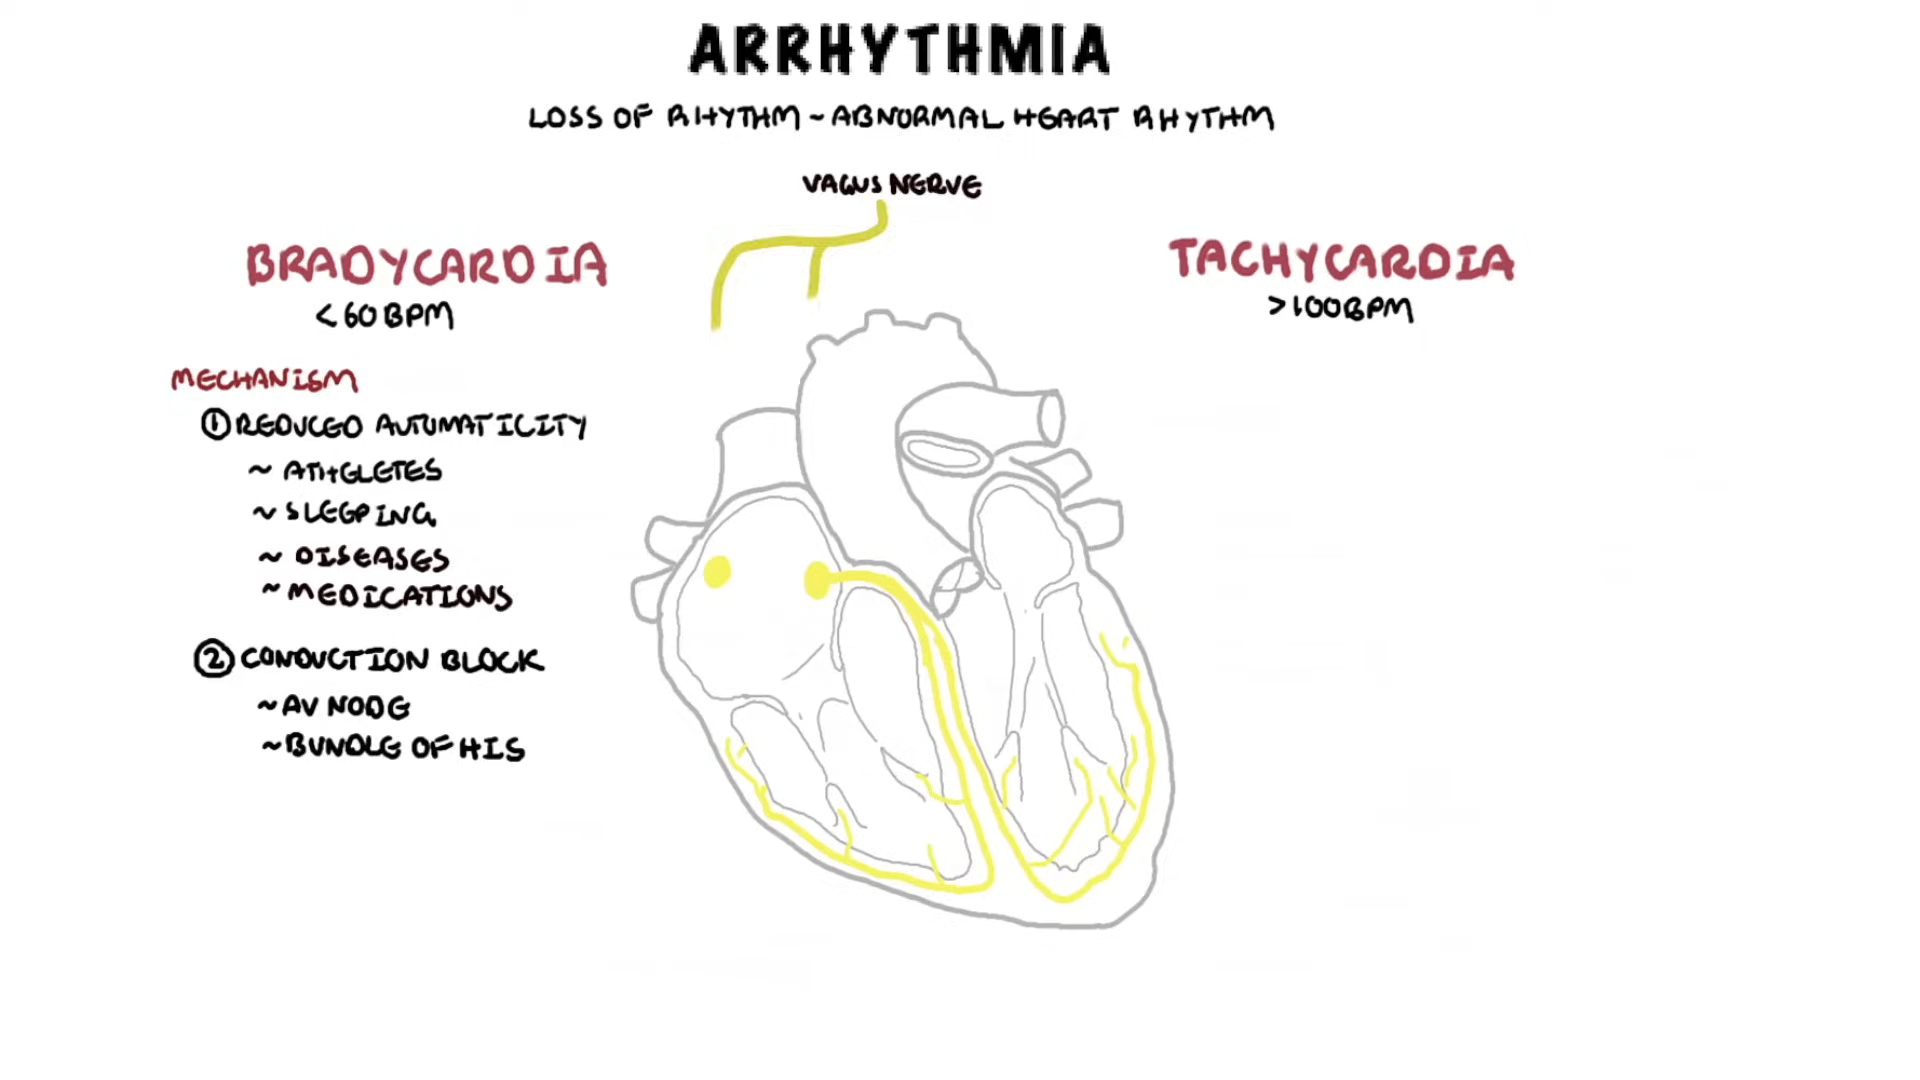 ARRHYTHMIA
LOSS OF RHYTHM ~ ABNORMAL HEART RHYTHM
VAGUS NERVE
BRADYCARDIA
<60 BPM
TACHYCARDIA
>100BPM
MECHANISM
① REDUCED AUTOMATICITY
~ ATHELETES
~ SLEEPING
~ DISEASES
~ MEDICATIONS
② CONDUCTION BLOCK
~ AV NODE
~ BUNDLE OF HIS